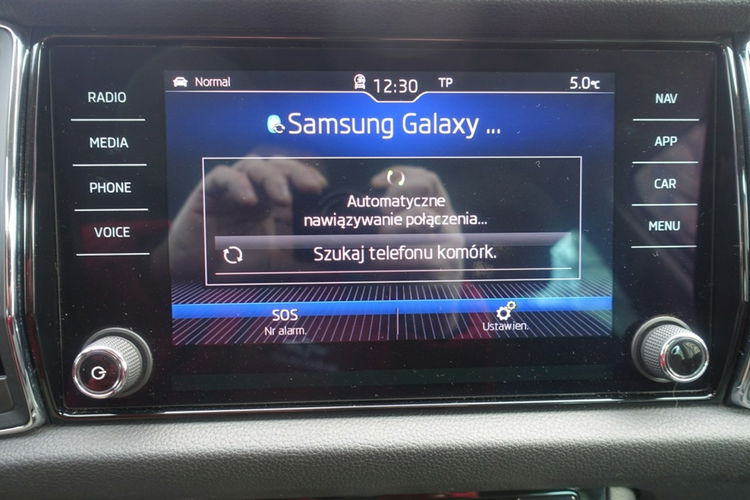 RADIO
MEDIA
PHONE
VOICE
Normal
12:30
TP
5.0°C
Samsung Galaxy ...
Automatyczne
nawiązywanie połączenia...
Szukaj telefonu komórk.
SOS
Nr alarm.
Ustawien.
NAV
APP
CAR
MENU